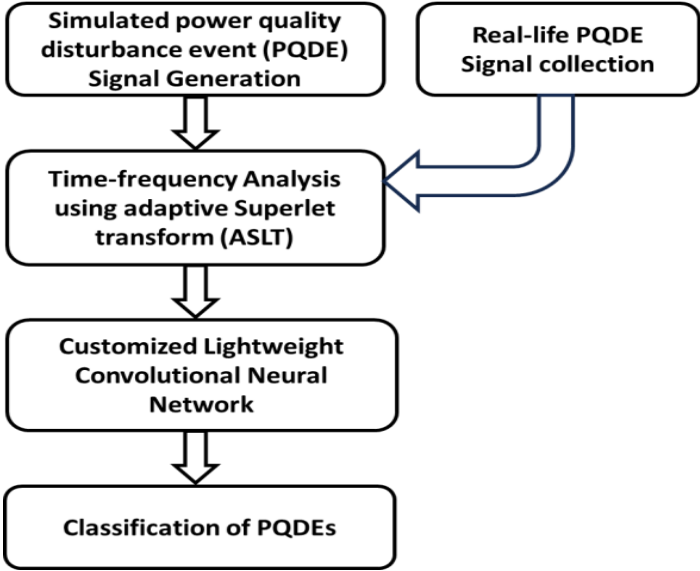 Simulated power quality
disturbance event (PQDE)
Signal Generation
Real-life PQDE
Signal collection
Time-frequency Analysis
using adaptive Superlet
transform (ASLT)
Customized Lightweight
Convolutional Neural
Network
Classification of PQDEs